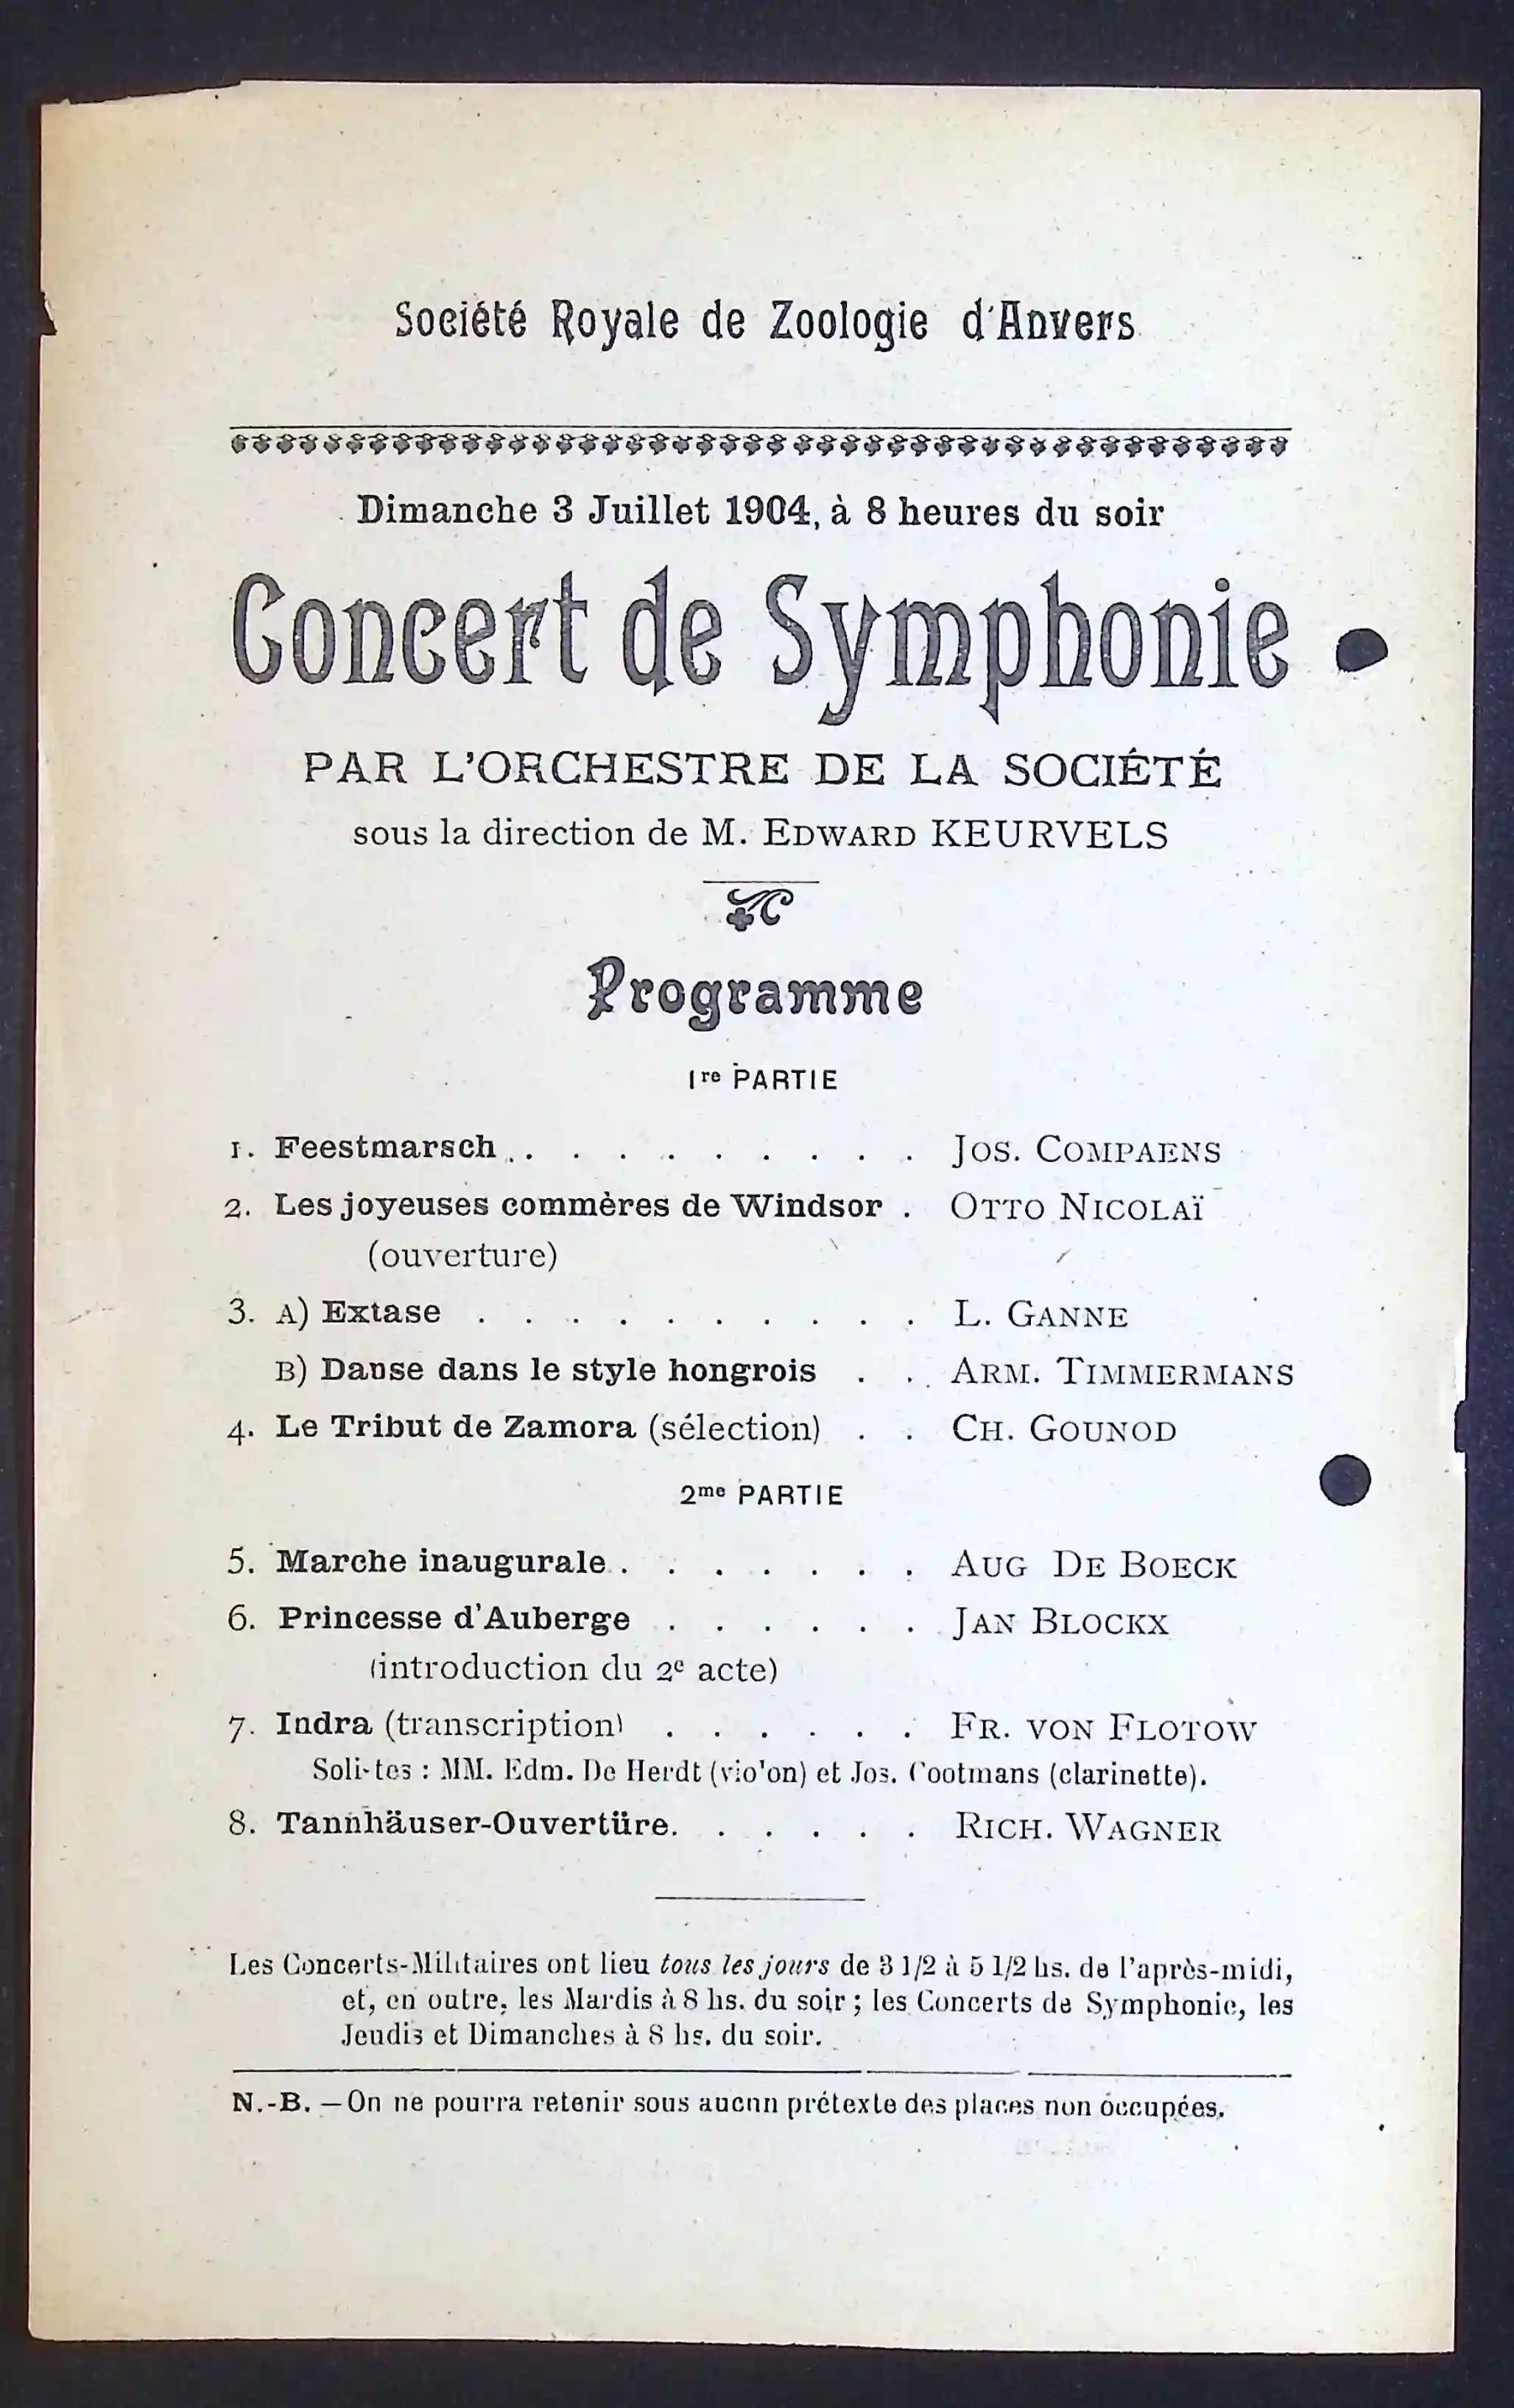 Société Royale de Zoologie d'Anvers
Dimanche 3 Juillet 1904, à 8 heures du soir
Concert de Symphonie
PAR L'ORCHESTRE DE LA SOCIÉTÉ
sous la direction de M. EDWARD KEURVELS
Programme
1re PARTIE
1. Feestmarsch . . . . . . . . . JOS. COMPAENS
2. Les joyeuses commères de Windsor . OTTO NICOLAÏ
(ouverture)
3. A) Extase . . . . . . . . . . L. GANNE
B) Danse dans le style hongrois . . ARM. TIMMERMANS
4. Le Tribut de Zamora (sélection) . . CH. GOUNOD
2me PARTIE
5. Marche inaugurale . . . . . . . AUG DE BOECK
6. Princesse d'Auberge . . . . . . JAN BLOCKX
(introduction du 2e acte)
7. Indra (transcription) . . . . . . FR. VON FLOTOW
Solistes : MM. Edm. De Herdt (violon) et Jos. Cootmans (clarinette).
8. Tannhäuser-Ouvertüre. . . . . . RICH. WAGNER
Les Concerts-Militaires ont lieu tous les jours de 3 1/2 à 5 1/2 hs. de l'après-midi,
et, en outre, les Mardis à 8 hs. du soir ; les Concerts de Symphonie, les
Jeudis et Dimanches à 8 hs. du soir.
N.-B. — On ne pourra retenir sous aucun prétexte des places non occupées.